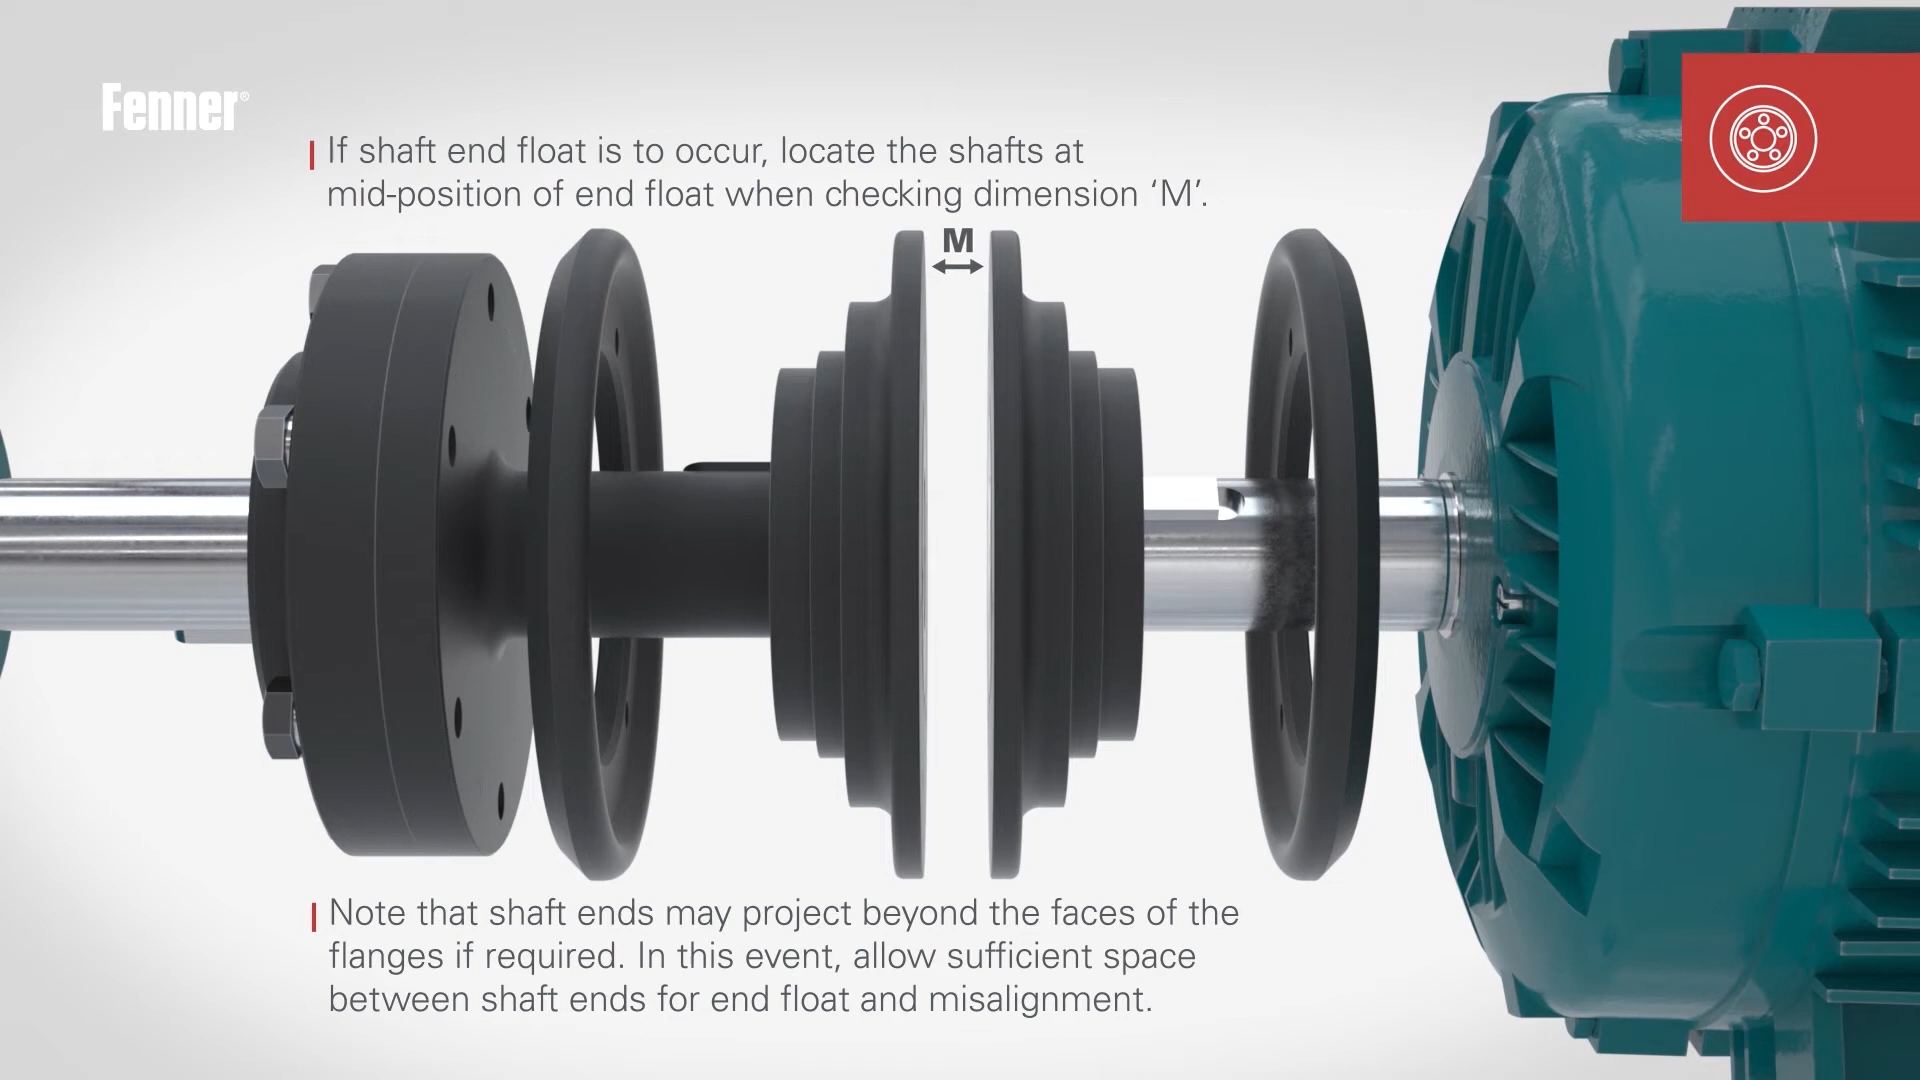 Fenner®
If shaft end float is to occur, locate the shafts at
mid-position of end float when checking dimension ‘M’.
M
Note that shaft ends may project beyond the faces of the
flanges if required. In this event, allow sufficient space
between shaft ends for end float and misalignment.